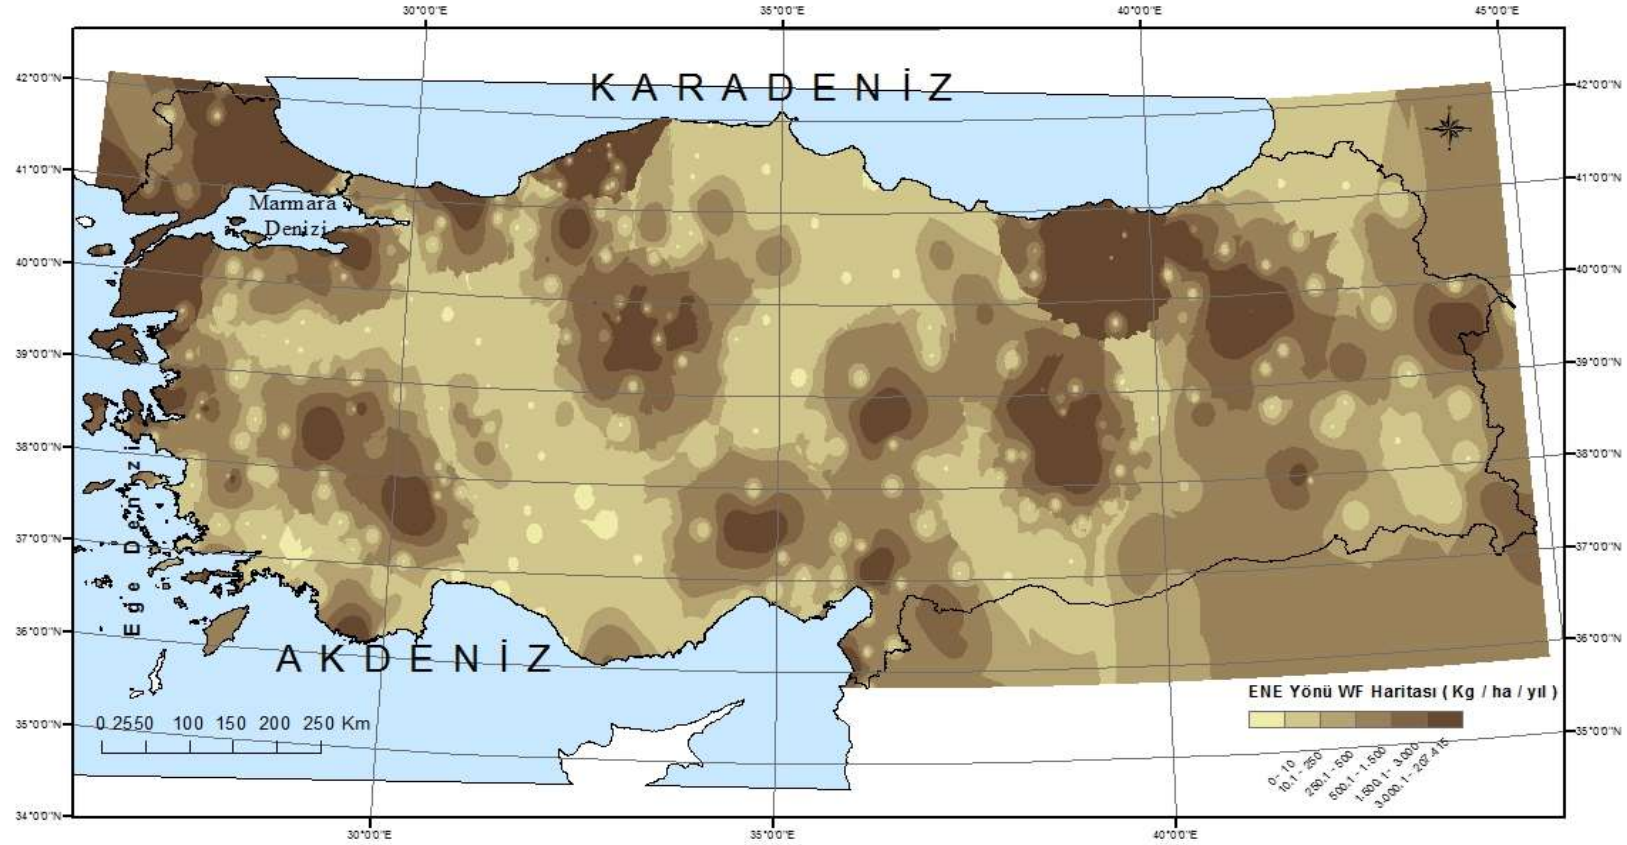 30°0'0"E 35°0'0"E 40°0'0"E 45°0'0"E
42°0'0"N 42°0'0"N
KARADENİZ
41°0'0"N 41°0'0"N
Marmara
Denizi
40°0'0"N 40°0'0"N
39°0'0"N 39°0'0"N
38°0'0"N 38°0'0"N
Ege Denizi
37°0'0"N 37°0'0"N
36°0'0"N 36°0'0"N
AKDENİZ
ENE Yönü WF Haritası ( Kg / ha / yıl )
0 2550 100 150 200 250 Km
35°0'0"N 35°0'0"N
0 - 10
10.1 - 250
250.1 - 500
500.1 - 1.500
1.500.1 - 3.000
3.000.1 - 207.415
34°0'0"N
30°0'0"E 35°0'0"E 40°0'0"E